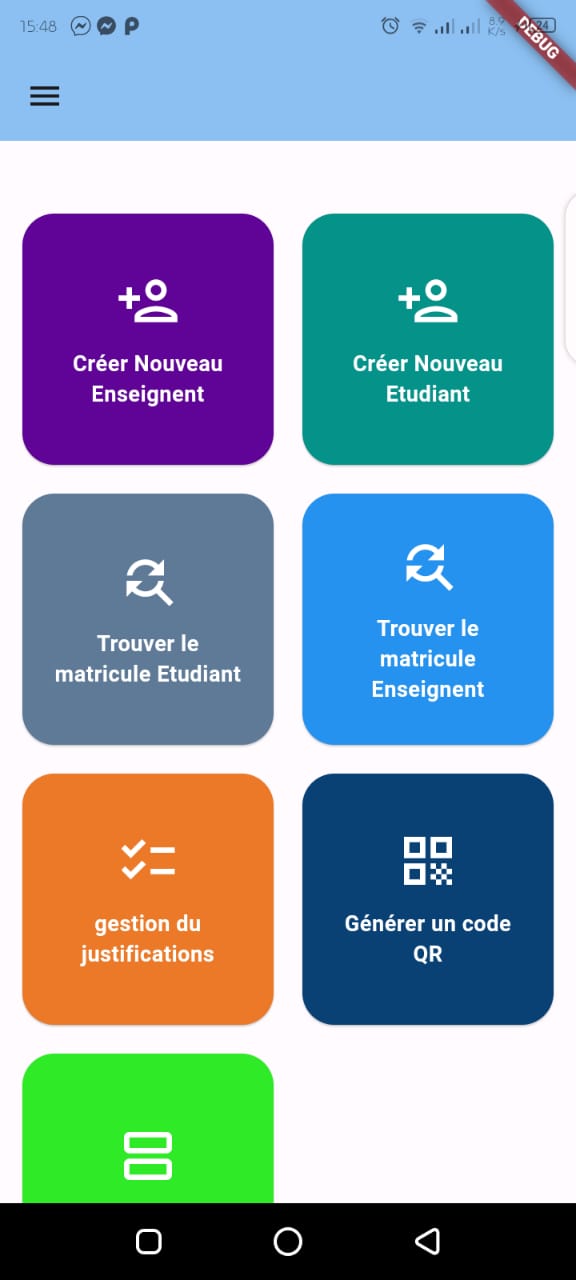 15:48
8.9
K/s
24
DEBUG
Créer Nouveau
Enseignent
Créer Nouveau
Etudiant
Trouver le
matricule Etudiant
Trouver le
matricule
Enseignent
gestion du
justifications
Générer un code
QR